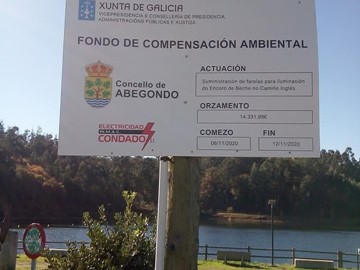 XUNTA DE GALICIA
VICEPRESIDENCIA E CONSELLERÍA DE PRESIDENCIA,
ADMINISTRACIÓNS PÚBLICAS E XUSTIZA
FONDO DE COMPENSACIÓN AMBIENTAL
Concello de
ABEGONDO
ELECTRICIDAD
CONDADO
ACTUACIÓN
Suministración de farolas para iluminación
do Encoro de Beche no Camiño Inglés
ORZAMENTO
14.331,99€
COMEZO
FIN
06/11/2020
12/11/2020